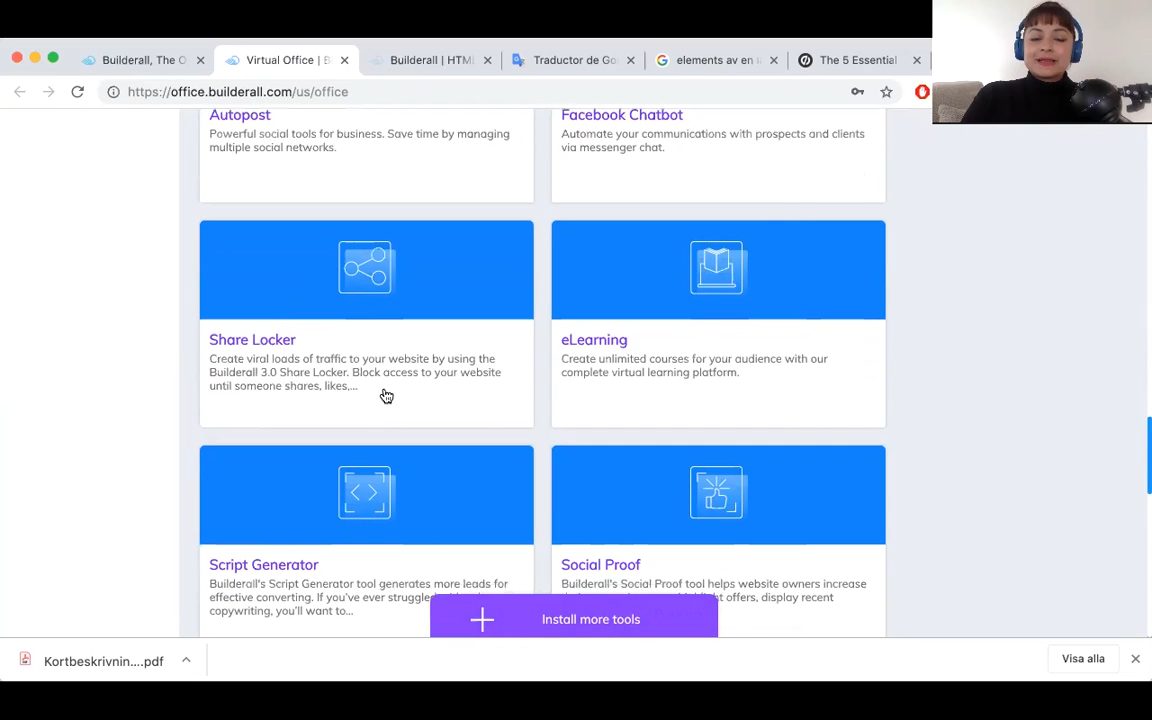 Builderall, The O
Virtual Office | B
Builderall | HTM
Traductor de Go
elements av en
The 5 Essential
https://office.builderall.com/us/office
Autopost
Powerful social tools for business. Save time by managing
multiple social networks.
Facebook Chatbot
Automate your communications with prospects and clients
via messenger chat.
Share Locker
Create viral loads of traffic to your website by using the
Builderall 3.0 Share Locker. Block access to your website
until someone shares, likes,...
eLearning
Create unlimited courses for your audience with our
complete virtual learning platform.
Script Generator
Builderall's Script Generator tool generates more leads for
effective converting. If you've ever struggled
copywriting, you'll want to...
Social Proof
Builderall's Social Proof tool helps website owners increase
highlight offers, display recent
Install more tools
Kortbeskrivnin....pdf
Visa alla